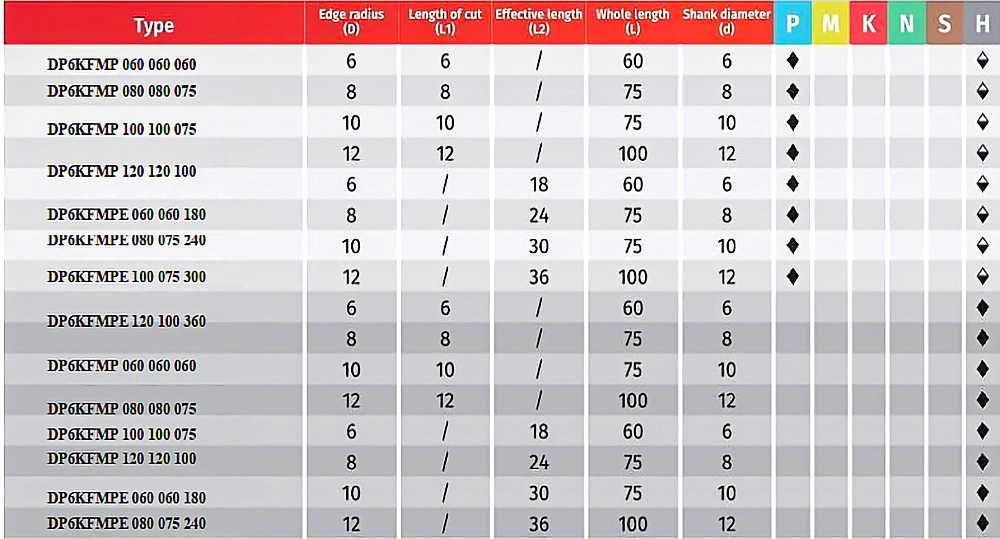 Type Edge radius (D) Length of cut (L1) Effective length (L2) Whole length (L) Shank diameter (d) P M K N S H
DP6KFMP 060 060 060 6 6 / 60 6
DP6KFMP 080 080 075 8 8 / 75 8
DP6KFMP 100 100 075 10 10 / 75 10
12 12 / 100 12
DP6KFMP 120 120 100
6 / 18 60 6
DP6KFMPE 060 060 180 8 / 24 75 8
DP6KFMPE 080 075 240 10 / 30 75 10
DP6KFMPE 100 075 300 12 / 36 100 12
6 6 / 60 6
DP6KFMPE 120 100 360
8 8 / 75 8
DP6KFMP 060 060 060 10 10 / 75 10
DP6KFMP 080 080 075 12 12 / 100 12
DP6KFMP 100 100 075 6 / 18 60 6
DP6KFMP 120 120 100 8 / 24 75 8
DP6KFMPE 060 060 180 10 / 30 75 10
DP6KFMPE 080 075 240 12 / 36 100 12